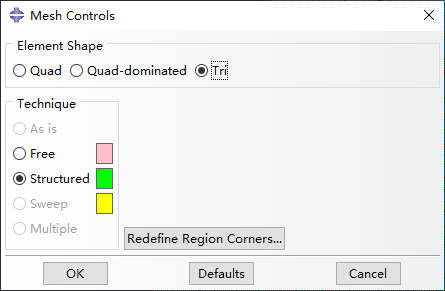 Mesh Controls
Element Shape
Quad Quad-dominated Tri
Technique
As is
Free
Structured
Sweep
Multiple
Redefine Region Corners...
OK Defaults Cancel